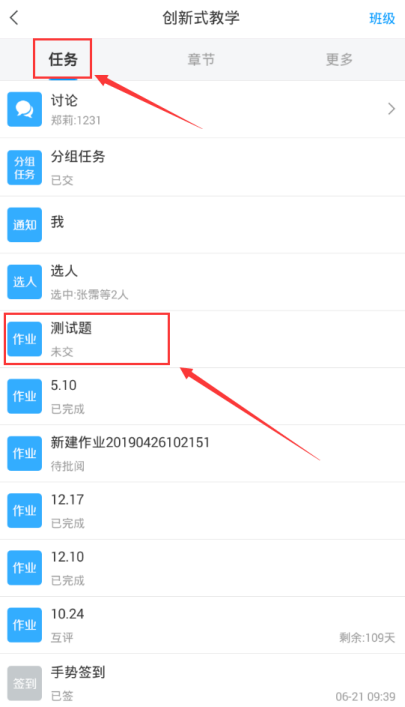 创新式教学
班级
任务
章节
更多
讨论
郑莉:1231
分组任务
分组任务
已交
通知
我
选人
选人
选中:张霈等2人
作业
测试题
未交
作业
5.10
已完成
作业
新建作业20190426102151
待批阅
作业
12.17
已完成
作业
12.10
已完成
作业
10.24
互评
剩余:109天
签到
手势签到
已签
06-21 09:39